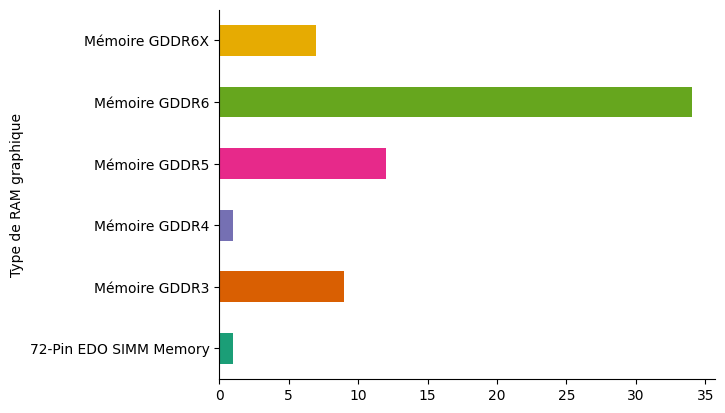 Type de RAM graphique
Mémoire GDDR6X
Mémoire GDDR6
Mémoire GDDR5
Mémoire GDDR4
Mémoire GDDR3
72-Pin EDO SIMM Memory
0 5 10 15 20 25 30 35